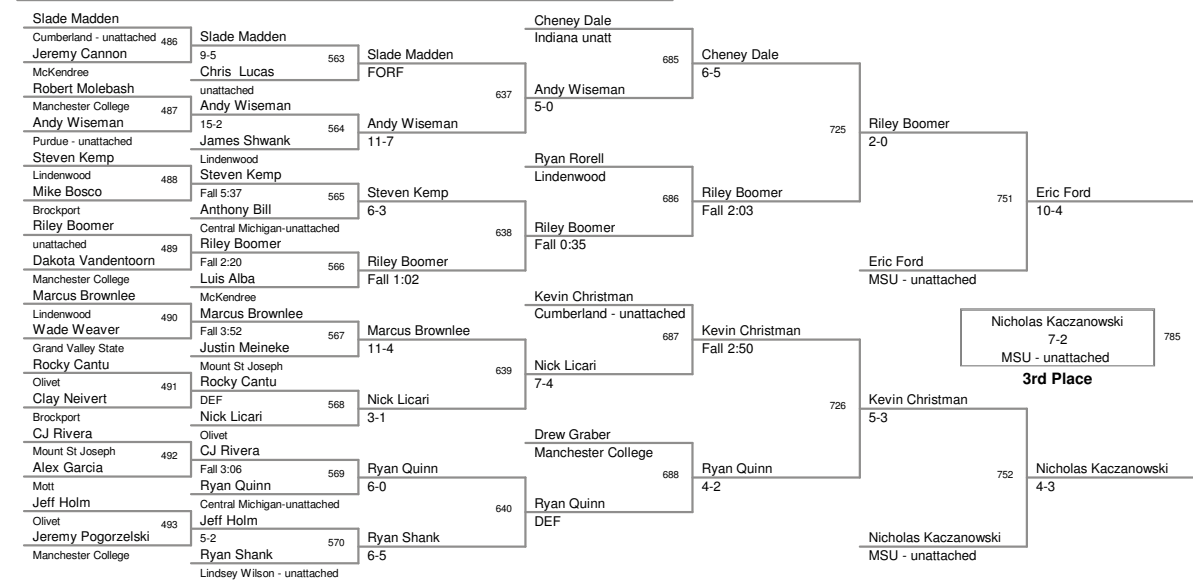 Slade Madden
Cumberland - unattached
486
Jeremy Cannon
McKendree
Robert Molebash
Manchester College
487
Andy Wiseman
Purdue - unattached
Steven Kemp
Lindenwood
488
Mike Bosco
Brockport
Riley Boomer
unattached
489
Dakota Vandentoorn
Manchester College
Marcus Brownlee
Lindenwood
490
Wade Weaver
Grand Valley State
Rocky Cantu
Olivet
491
Clay Neivert
Brockport
CJ Rivera
Mount St Joseph
492
Alex Garcia
Mott
Jeff Holm
Olivet
493
Jeremy Pogorzelski
Manchester College
Slade Madden
9-5
563
Chris Lucas
unattached
Andy Wiseman
15-2
564
James Shwank
Lindenwood
Steven Kemp
Fall 5:37
565
Anthony Bill
Central Michigan-unattached
Riley Boomer
Fall 2:20
566
Luis Alba
McKendree
Marcus Brownlee
Fall 3:52
567
Justin Meineke
Mount St Joseph
Rocky Cantu
DEF
568
Nick Licari
Olivet
CJ Rivera
Fall 3:06
569
Ryan Quinn
Central Michigan-unattached
Jeff Holm
5-2
570
Ryan Shank
Lindsey Wilson - unattached
Slade Madden
FORF
637
Andy Wiseman
11-7
Steven Kemp
6-3
638
Riley Boomer
Fall 1:02
Marcus Brownlee
11-4
639
Nick Licari
3-1
Ryan Quinn
6-0
640
Ryan Shank
6-5
Cheney Dale
Indiana unatt
685
Andy Wiseman
5-0
Ryan Rorell
Lindenwood
686
Riley Boomer
Fall 0:35
Kevin Christman
Cumberland - unattached
687
Nick Licari
7-4
Drew Graber
Manchester College
688
Ryan Quinn
DEF
Cheney Dale
6-5
725
Riley Boomer
Fall 2:03
Kevin Christman
Fall 2:50
726
Ryan Quinn
4-2
Riley Boomer
2-0
751
Eric Ford
MSU - unattached
Kevin Christman
5-3
752
Nicholas Kaczanowski
MSU - unattached
Eric Ford
10-4
Nicholas Kaczanowski
7-2
MSU - unattached
785
3rd Place
Nicholas Kaczanowski
4-3